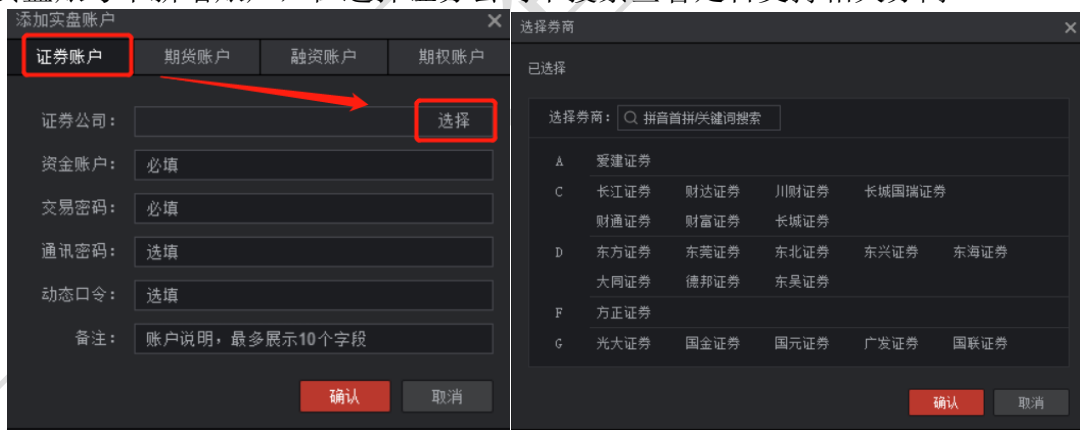 添加实盘账户
证券账户 期货账户 融资账户 期权账户
证券公司： 选择
资金账户： 必填
交易密码： 必填
通讯密码： 选填
动态口令： 选填
备注： 账户说明，最多展示10个字段
确认 取消
选择券商
已选择
选择券商： 拼音首拼/关键词搜索
A 爱建证券
C 长江证券 财达证券 川财证券 长城国瑞证券
财通证券 财富证券 长城证券
D 东方证券 东莞证券 东北证券 东兴证券 东海证券
大同证券 德邦证券 东吴证券
F 方正证券
G 光大证券 国金证券 国元证券 广发证券 国联证券
确认 取消